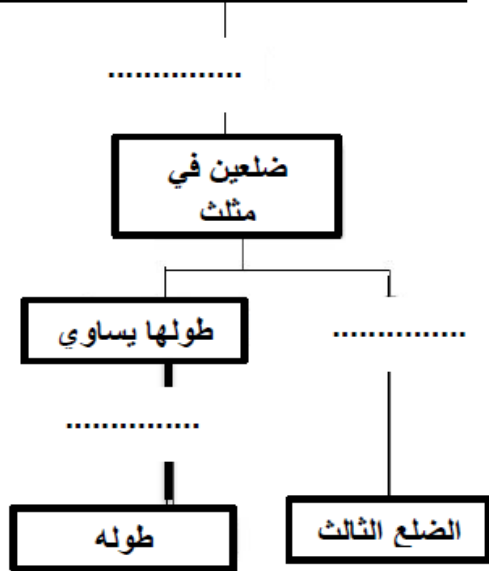 ...............
ضلعين في
مثلث
طولها يساوي
...............
...............
الضلع الثالث
طوله